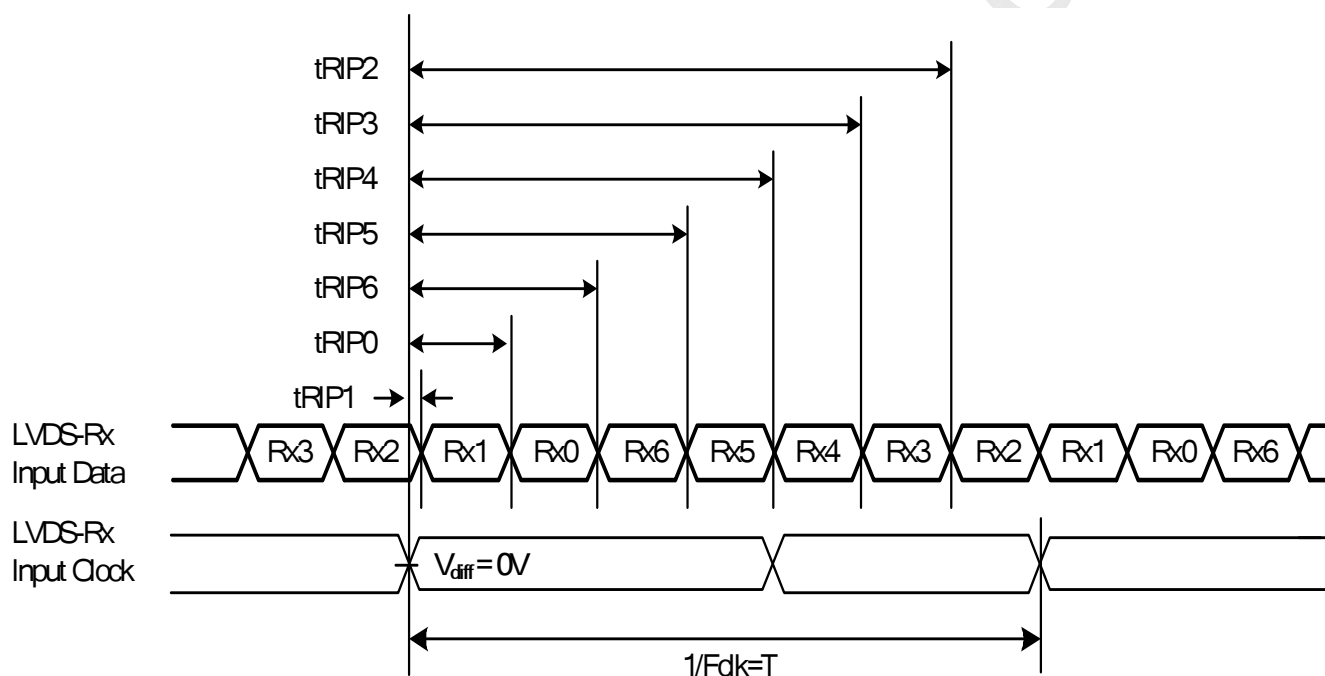 tRIP2
tRIP3
tRIP4
tRIP5
tRIP6
tRIP0
tRIP1
LVDS-Rx
Input Data
Rx3 Rx2 Rx1 Rx0 Rx6 Rx5 Rx4 Rx3 Rx2 Rx1 Rx0 Rx6
LVDS-Rx
Input Clock
Vdiff = 0V
1/Fclk=T